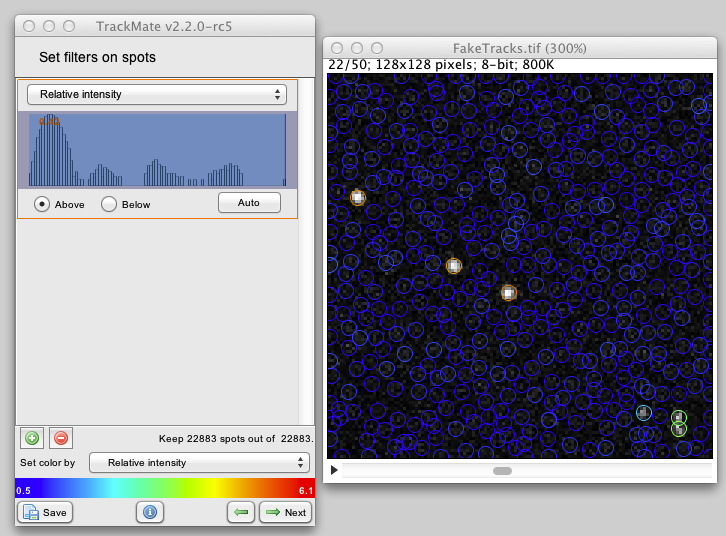 TrackMate v2.2.0-rc5
Set filters on spots
Relative intensity
Above
Below
Auto
Keep 22883 spots out of 22883.
Set color by
Relative intensity
0.5
6.1
Save
Next
FakeTracks.tif (300%)
22/50; 128x128 pixels; 8-bit; 800K